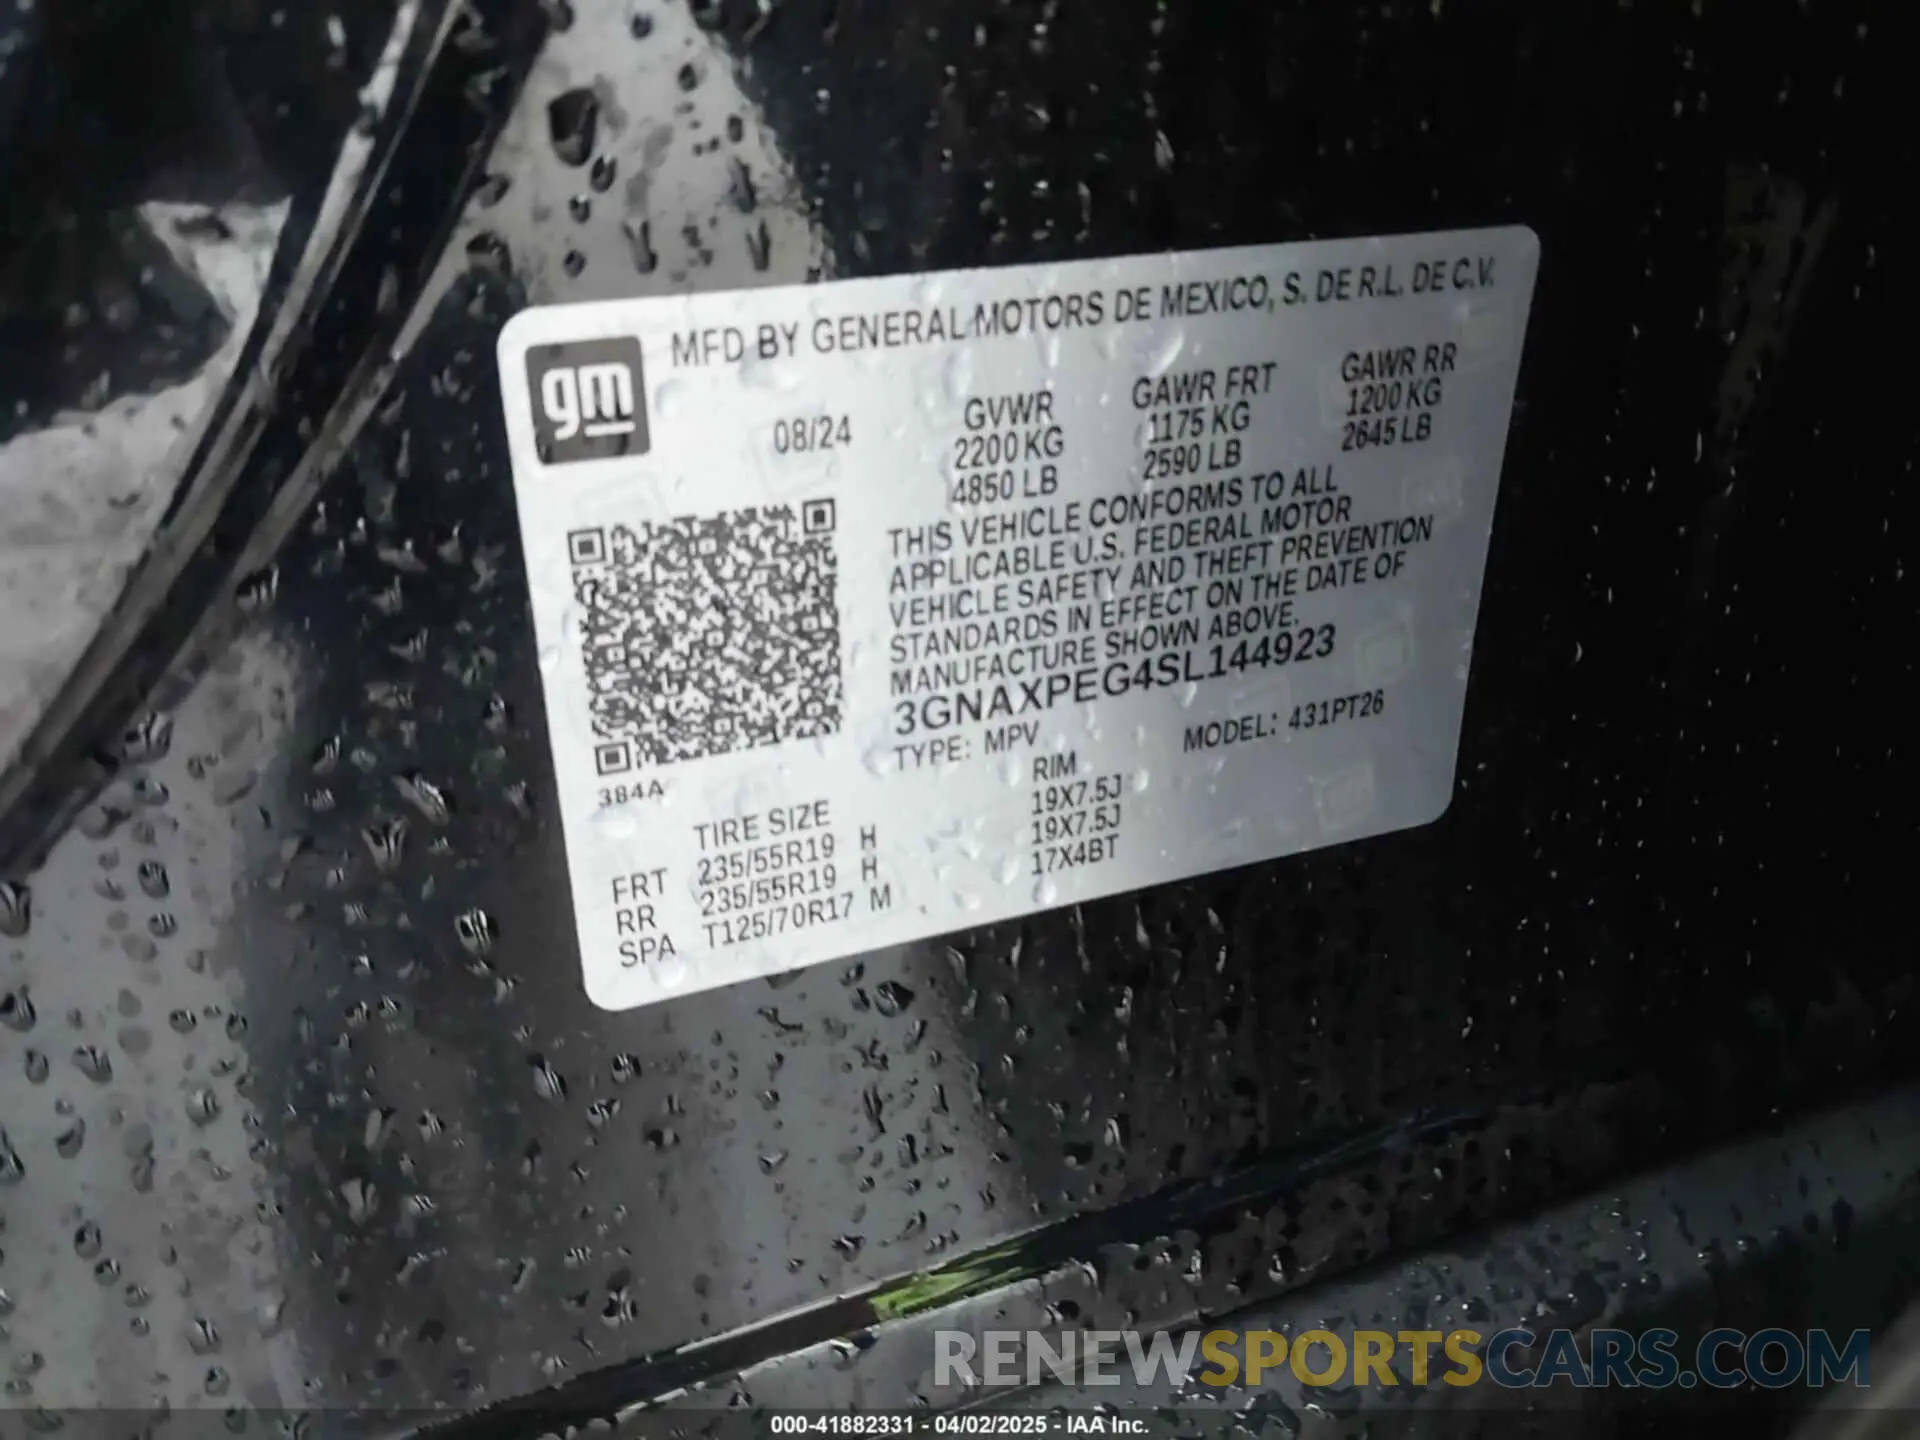 gm
MFD BY GENERAL MOTORS DE MEXICO, S. DE R.L. DE C.V.
08/24
GVWR
2200 KG
4850 LB
GAWR FRT
1175 KG
2590 LB
GAWR RR
1200 KG
2645 LB
THIS VEHICLE CONFORMS TO ALL
APPLICABLE U.S. FEDERAL MOTOR
VEHICLE SAFETY AND THEFT PREVENTION
STANDARDS IN EFFECT ON THE DATE OF
MANUFACTURE SHOWN ABOVE.
3GNAXPEG4SL144923
TYPE: MPV MODEL: 431PT26
384A
TIRE SIZE RIM
FRT 235/55R19 H 19X7.5J
RR 235/55R19 H 19X7.5J
SPA T125/70R17 M 17X4BT
RENEWSPORTSCARS.COM
000-41882331 - 04/02/2025 - IAA Inc.